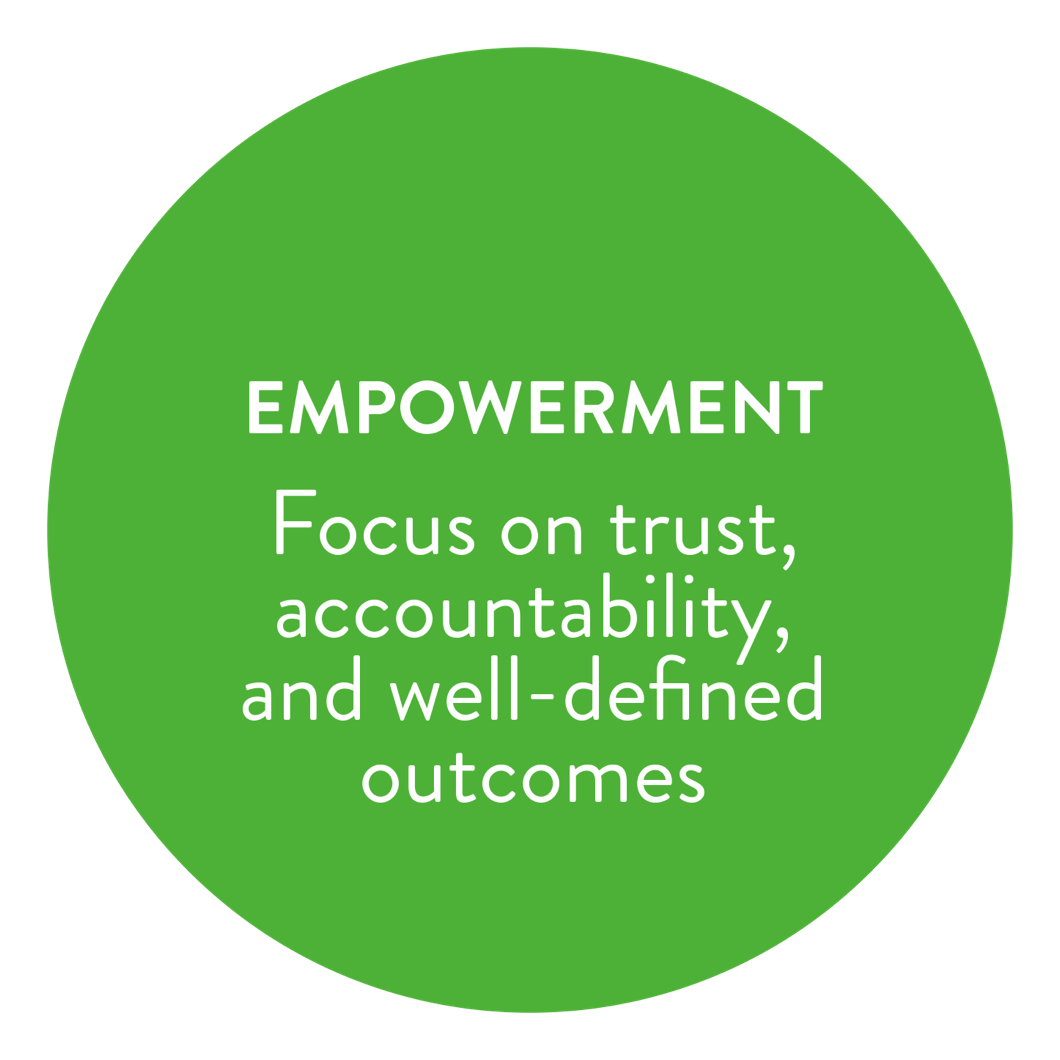 EMPOWERMENT
Focus on trust,
accountability,
and well-defined
outcomes